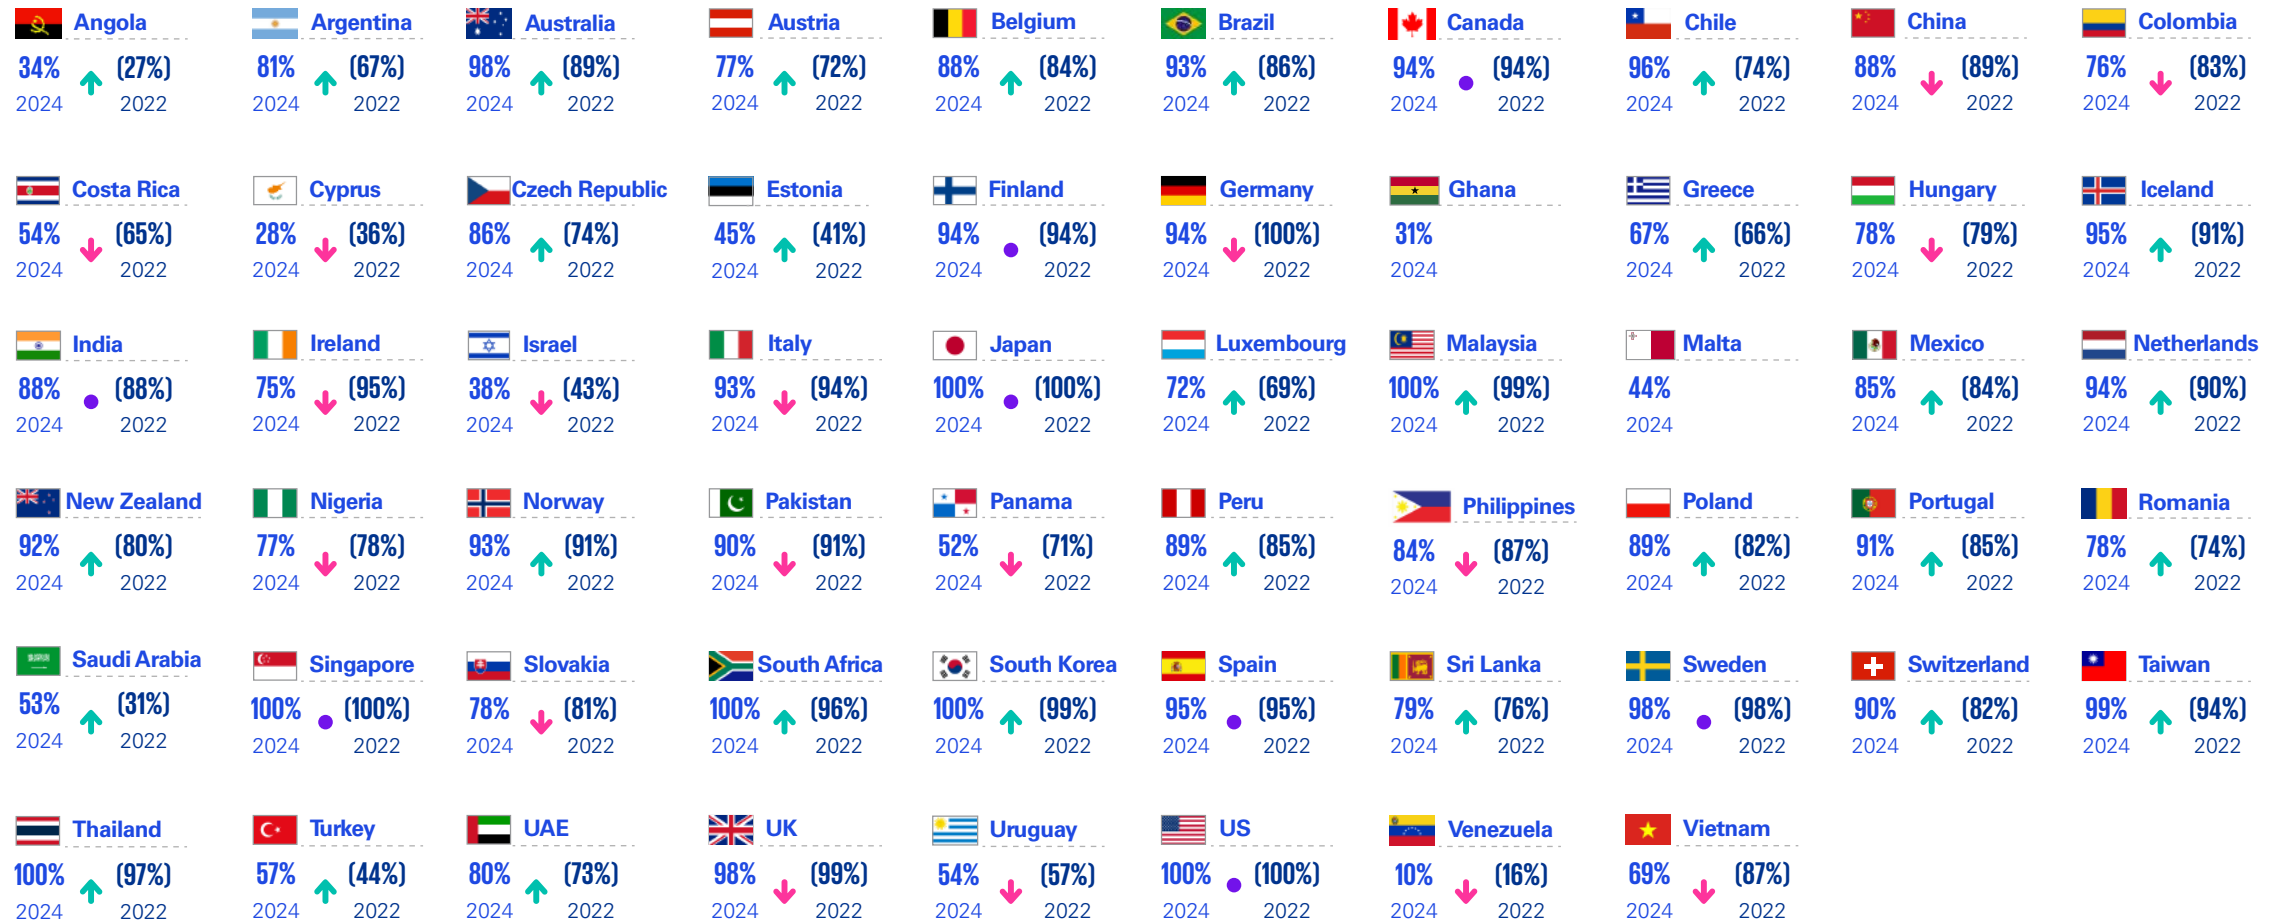 Angola Argentina Australia Austria Belgium Brazil Canada Chile China Colombia
34% (27%) 81% (67%) 98% (89%) 77% (72%) 88% (84%) 93% (86%) 94% (94%) 96% (74%) 88% (89%) 76% (83%)
2024 2022 2024 2022 2024 2022 2024 2022 2024 2022 2024 2022 2024 2022 2024 2022 2024 2022 2024 2022
Costa Rica Cyprus Czech Republic Estonia Finland Germany Ghana Greece Hungary Iceland
54% (65%) 28% (36%) 86% (74%) 45% (41%) 94% (94%) 94% (100%) 31% 67% (66%) 78% (79%) 95% (91%)
2024 2022 2024 2022 2024 2022 2024 2022 2024 2022 2024 2022 2024 2024 2022 2024 2022 2024 2022
India Ireland Israel Italy Japan Luxembourg Malaysia Malta Mexico Netherlands
88% (88%) 75% (95%) 38% (43%) 93% (94%) 100% (100%) 72% (69%) 100% (99%) 44% 85% (84%) 94% (90%)
2024 2022 2024 2022 2024 2022 2024 2022 2024 2022 2024 2022 2024 2022 2024 2024 2022 2024 2022
New Zealand Nigeria Norway Pakistan Panama Peru Philippines Poland Portugal Romania
92% (80%) 77% (78%) 93% (91%) 90% (91%) 52% (71%) 89% (85%) 84% (87%) 89% (82%) 91% (85%) 78% (74%)
2024 2022 2024 2022 2024 2022 2024 2022 2024 2022 2024 2022 2024 2022 2024 2022 2024 2022 2024 2022
Saudi Arabia Singapore Slovakia South Africa South Korea Spain Sri Lanka Sweden Switzerland Taiwan
53% (31%) 100% (100%) 78% (81%) 100% (96%) 100% (99%) 95% (95%) 79% (76%) 98% (98%) 90% (82%) 99% (94%)
2024 2022 2024 2022 2024 2022 2024 2022 2024 2022 2024 2022 2024 2022 2024 2022 2024 2022 2024 2022
Thailand Turkey UAE UK Uruguay US Venezuela Vietnam
100% (97%) 57% (44%) 80% (73%) 98% (99%) 54% (57%) 100% (100%) 10% (16%) 69% (87%)
2024 2022 2024 2022 2024 2022 2024 2022 2024 2022 2024 2022 2024 2022 2024 2022